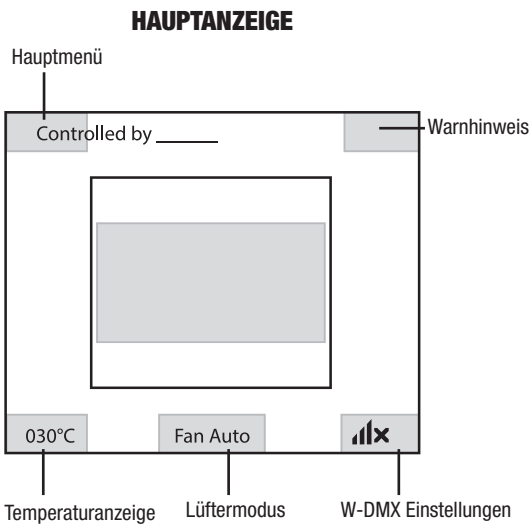 HAUPTANZEIGE
Hauptmenü
Controlled by ______
Warnhinweis
030°C
Fan Auto
Temperaturanzeige
Lüftermodus
W-DMX Einstellungen